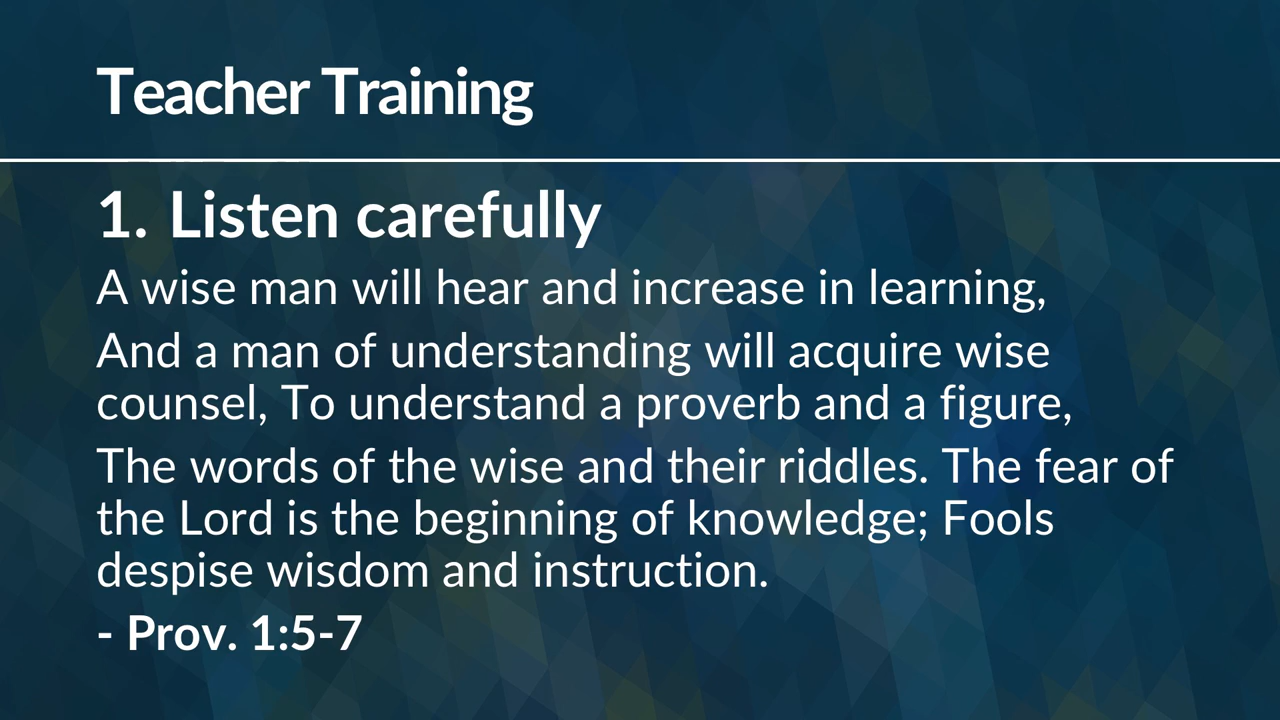 Teacher Training
1. Listen carefully
A wise man will hear and increase in learning,
And a man of understanding will acquire wise
counsel, To understand a proverb and a figure,
The words of the wise and their riddles. The fear of
the Lord is the beginning of knowledge; Fools
despise wisdom and instruction.
- Prov. 1:5-7